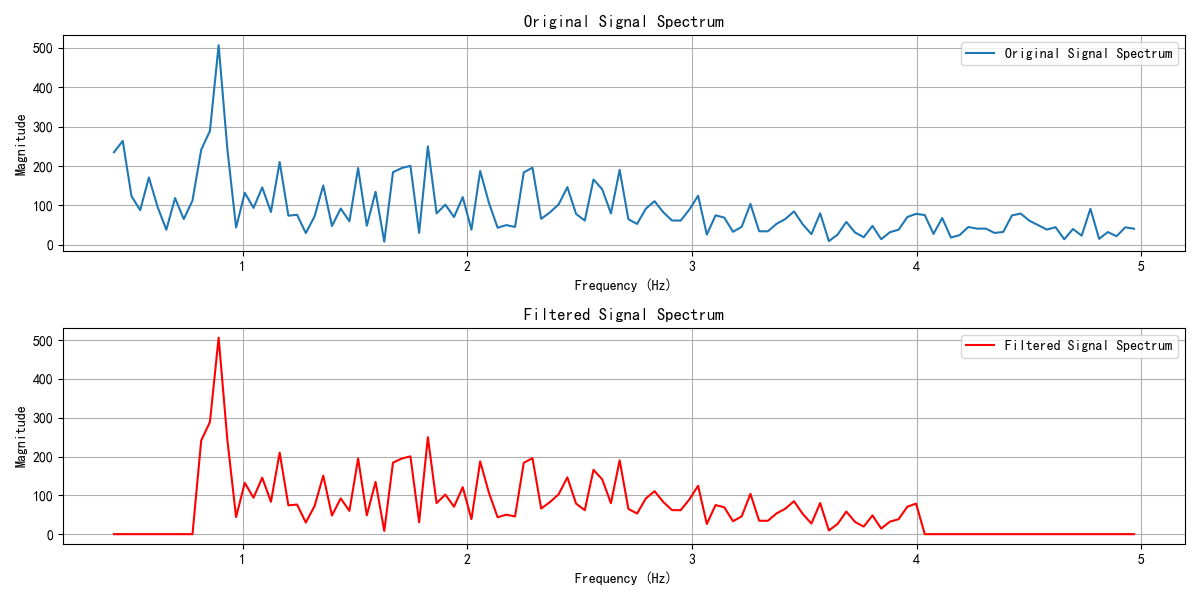 Original Signal Spectrum
Original Signal Spectrum
Magnitude
500
400
300
200
100
0
1 2 3 4 5
Frequency (Hz)
Filtered Signal Spectrum
Filtered Signal Spectrum
Magnitude
500
400
300
200
100
0
1 2 3 4 5
Frequency (Hz)